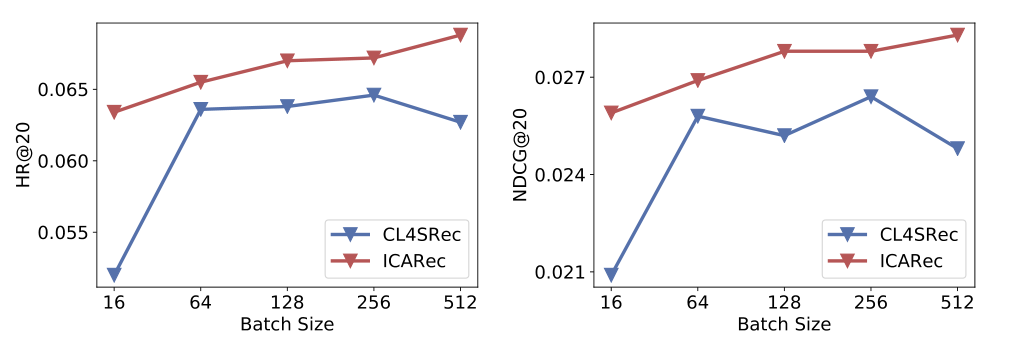 HR@20
0.065
0.060
0.055
CL4SRec
ICARec
16 64 128 256 512
Batch Size
NDCG@20
0.027
0.024
0.021
CL4SRec
ICARec
16 64 128 256 512
Batch Size